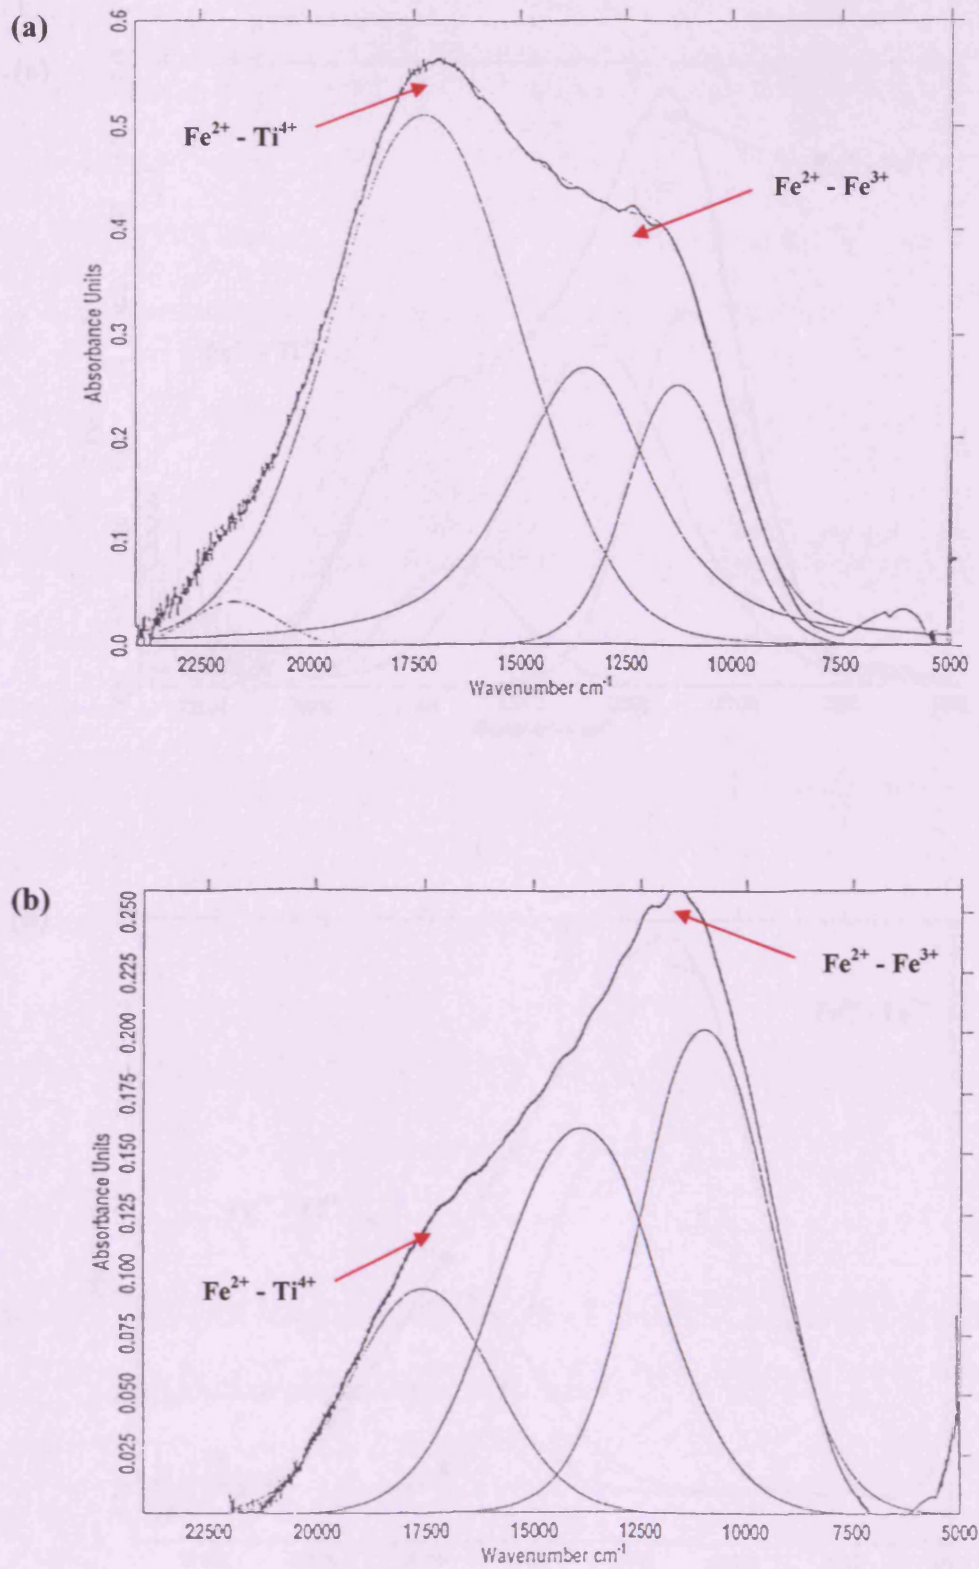 (a)
0.6
0.5
0.4
0.3
0.2
0.1
0.0
Absorbance Units
Fe²⁺ - Ti⁴⁺
Fe²⁺ - Fe³⁺
22500 20000 17500 15000 12500 10000 7500 5000
Wavenumber cm⁻¹
(b)
0.250
0.225
0.200
0.175
0.150
0.125
0.100
0.075
0.050
0.025
Absorbance Units
Fe²⁺ - Fe³⁺
Fe²⁺ - Ti⁴⁺
22500 20000 17500 15000 12500 10000 7500 5000
Wavenumber cm⁻¹